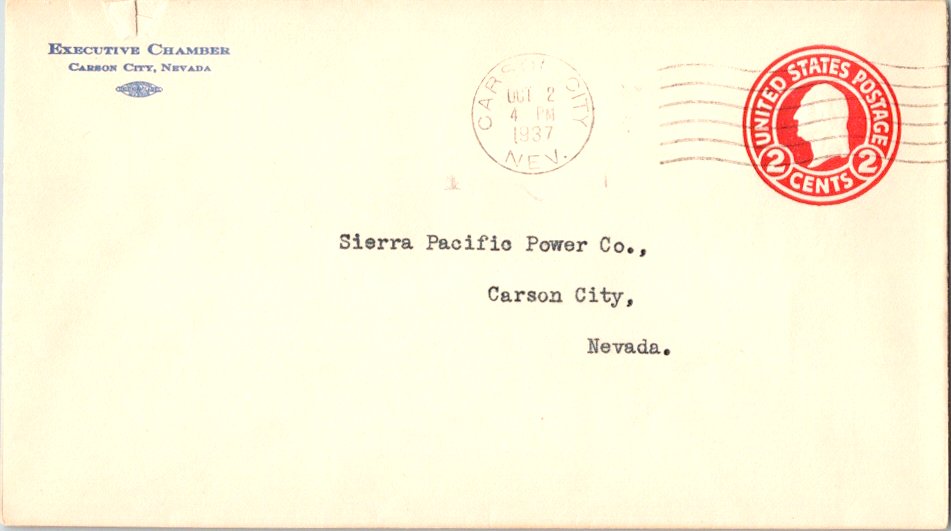 EXECUTIVE CHAMBER
CARSON CITY, NEVADA
CARSON CITY
OCT 2
4 PM
1937
NEV.
UNITED STATES POSTAGE
2 CENTS 2
Sierra Pacific Power Co.,
Carson City,
Nevada.